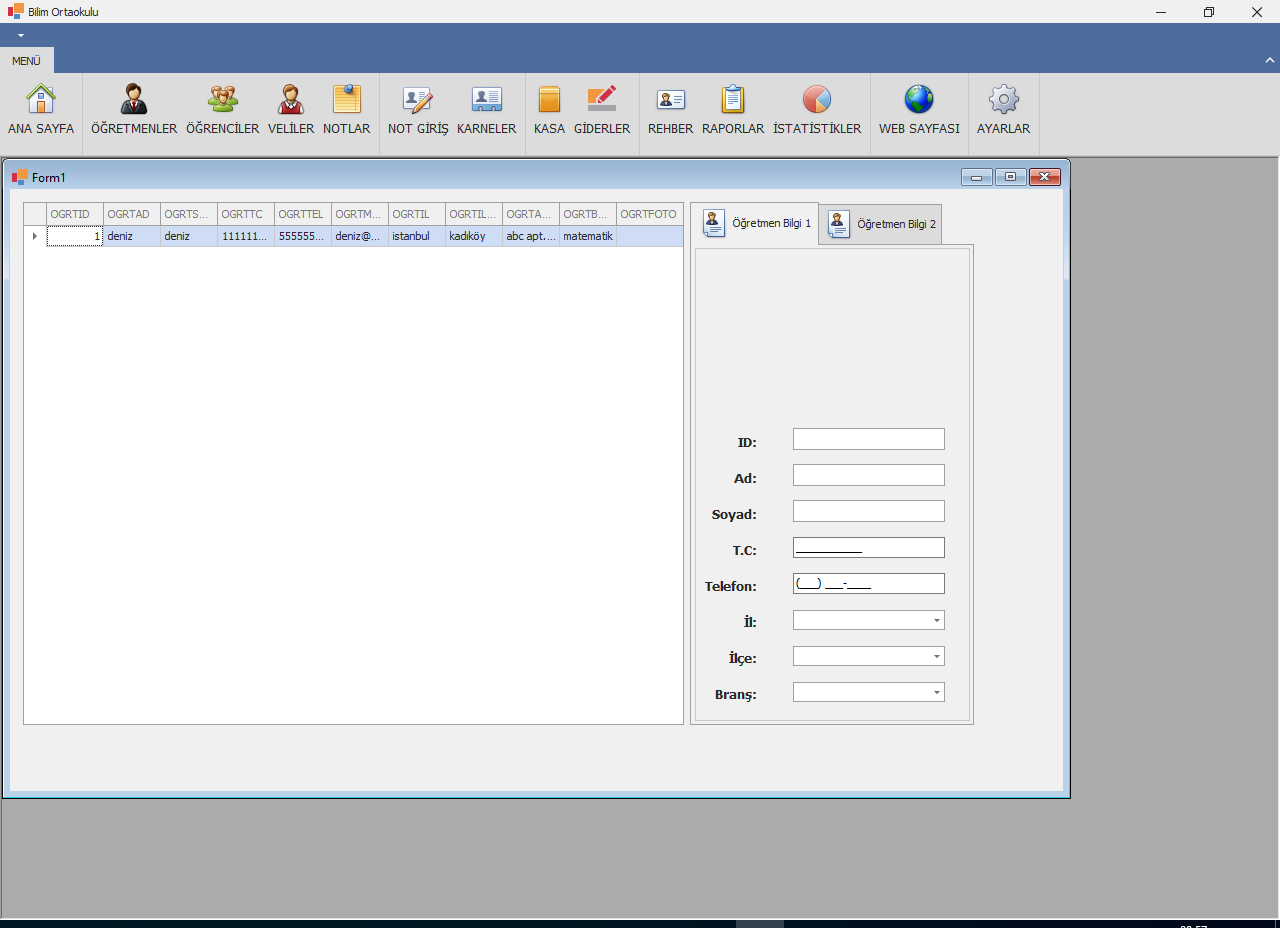 Bilim Ortaokulu
MENÜ
ANA SAYFA ÖĞRETMENLER ÖĞRENCİLER VELİLER NOTLAR NOT GİRİŞ KARNELER KASA GİDERLER REHBER RAPORLAR İSTATİSTİKLER WEB SAYFASI AYARLAR
Form1
OGRTID OGRTAD OGRTS... OGRTTC OGRTTEL OGRTM... OGRTIL OGRTIL... OGRTA... OGRTB... OGRTFOTO
1 deniz deniz 111111... 555555... deniz@... istanbul kadıköy abc apt.... matematik
Öğretmen Bilgi 1 Öğretmen Bilgi 2
ID:
Ad:
Soyad:
T.C: ___________
Telefon: (___) ___-____
İl:
İlçe:
Branş: